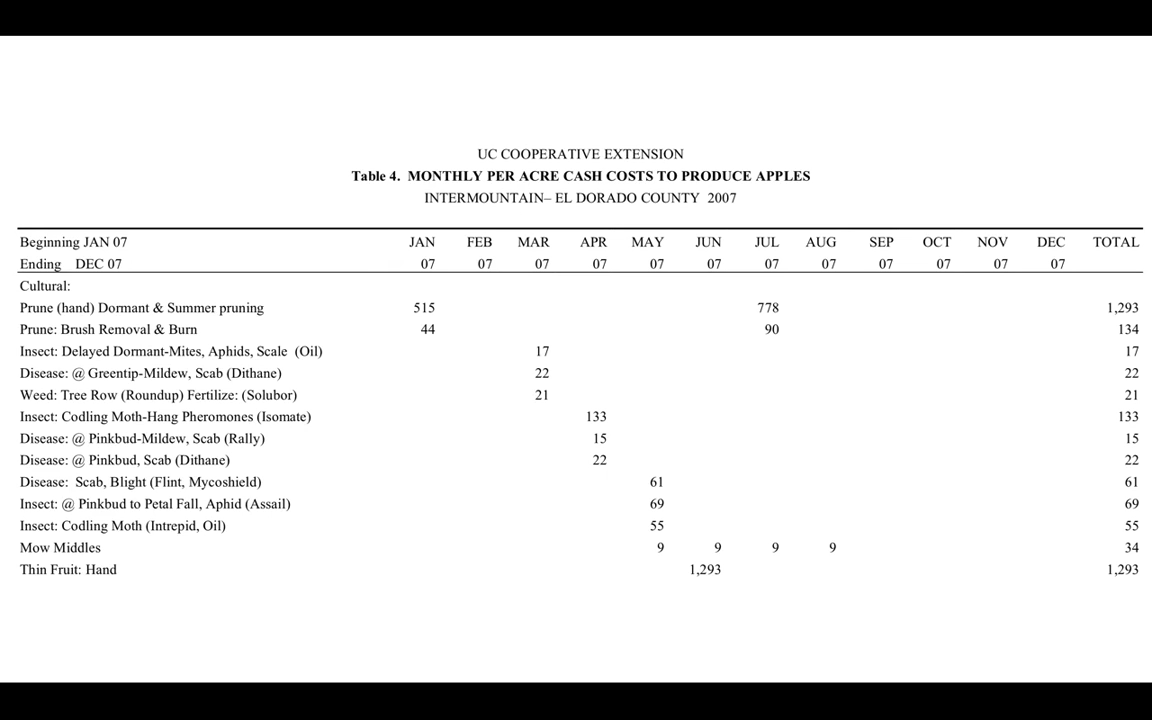 UC COOPERATIVE EXTENSION
Table 4. MONTHLY PER ACRE CASH COSTS TO PRODUCE APPLES
INTERMOUNTAIN– EL DORADO COUNTY 2007
Beginning JAN 07 JAN FEB MAR APR MAY JUN JUL AUG SEP OCT NOV DEC TOTAL
Ending DEC 07 07 07 07 07 07 07 07 07 07 07 07 07
Cultural:
Prune (hand) Dormant & Summer pruning 515 778 1,293
Prune: Brush Removal & Burn 44 90 134
Insect: Delayed Dormant-Mites, Aphids, Scale (Oil) 17 17
Disease: @ Greentip-Mildew, Scab (Dithane) 22 22
Weed: Tree Row (Roundup) Fertilize: (Solubor) 21 21
Insect: Codling Moth-Hang Pheromones (Isomate) 133 133
Disease: @ Pinkbud-Mildew, Scab (Rally) 15 15
Disease: @ Pinkbud, Scab (Dithane) 22 22
Disease: Scab, Blight (Flint, Mycoshield) 61 61
Insect: @ Pinkbud to Petal Fall, Aphid (Assail) 69 69
Insect: Codling Moth (Intrepid, Oil) 55 55
Mow Middles 9 9 9 9 34
Thin Fruit: Hand 1,293 1,293